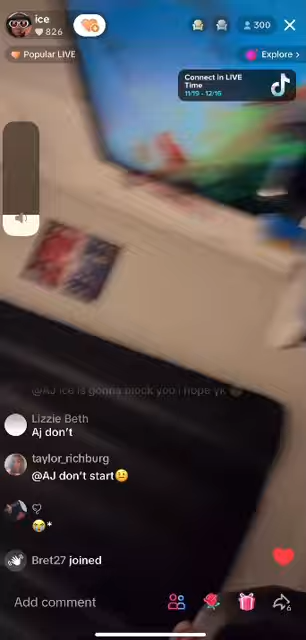 ice
826
300
Popular LIVE
Explore >
Connect in LIVE
Time
11/19 - 12/16
@AJ ice is gonna mock you i hope yk
Lizzie Beth
Aj don't
taylor_richburg
@AJ don't start😐
ღ
😭*
Bret27 joined
Add comment
6